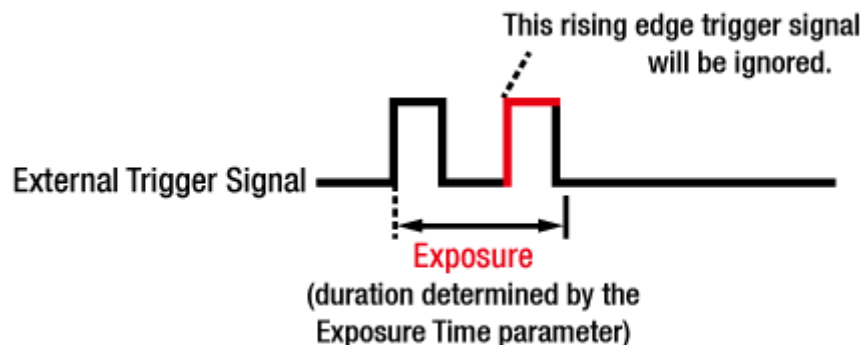 This rising edge trigger signal
will be ignored.
External Trigger Signal
Exposure
(duration determined by the
Exposure Time parameter)